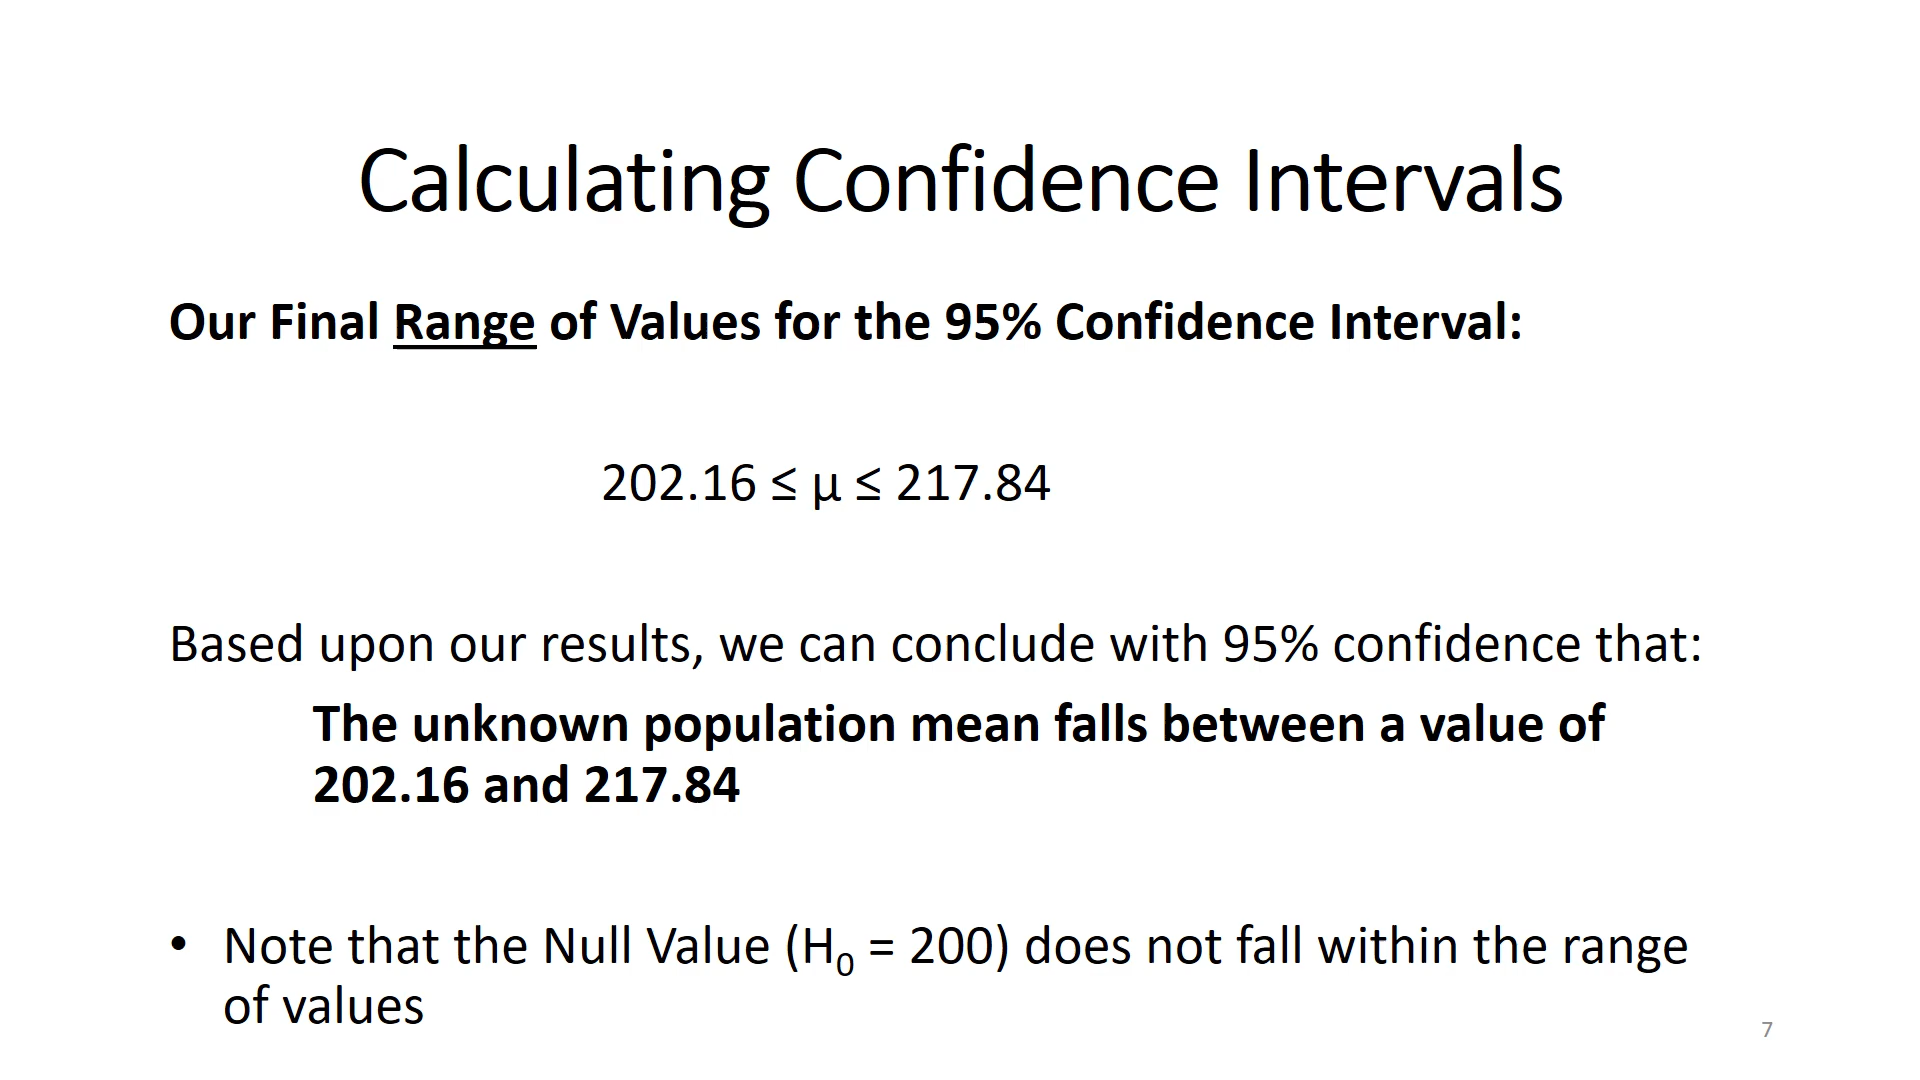 Calculating Confidence Intervals
Our Final Range of Values for the 95% Confidence Interval:
202.16 ≤ μ ≤ 217.84
Based upon our results, we can conclude with 95% confidence that:
The unknown population mean falls between a value of
202.16 and 217.84
• Note that the Null Value (H₀ = 200) does not fall within the range
of values
7